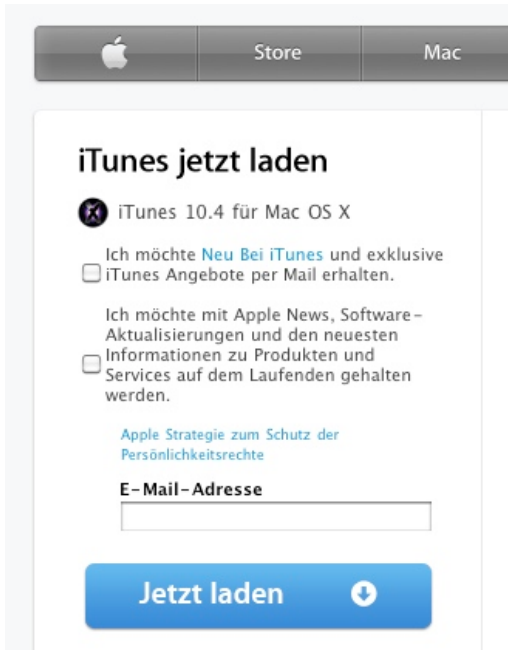 Store Mac
iTunes jetzt laden
iTunes 10.4 für Mac OS X
Ich möchte Neu Bei iTunes und exklusive
iTunes Angebote per Mail erhalten.
Ich möchte mit Apple News, Software-
Aktualisierungen und den neuesten
Informationen zu Produkten und
Services auf dem Laufenden gehalten
werden.
Apple Strategie zum Schutz der
Persönlichkeitsrechte
E-Mail-Adresse
Jetzt laden